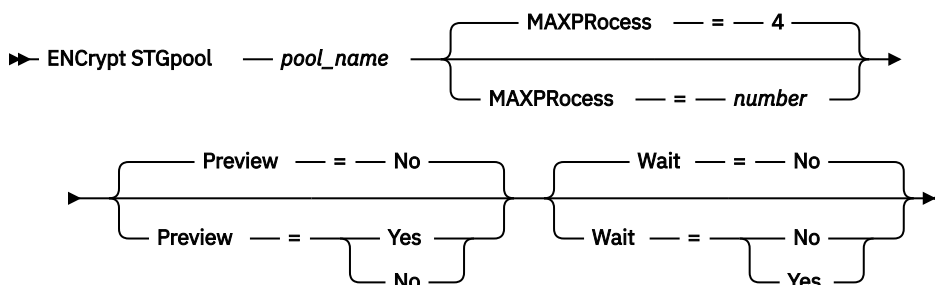 MAXPRocess = 4
ENCrypt STGpool pool_name
MAXPRocess = number
Preview = No
Wait = No
Preview = Yes
No
Wait = No
Yes